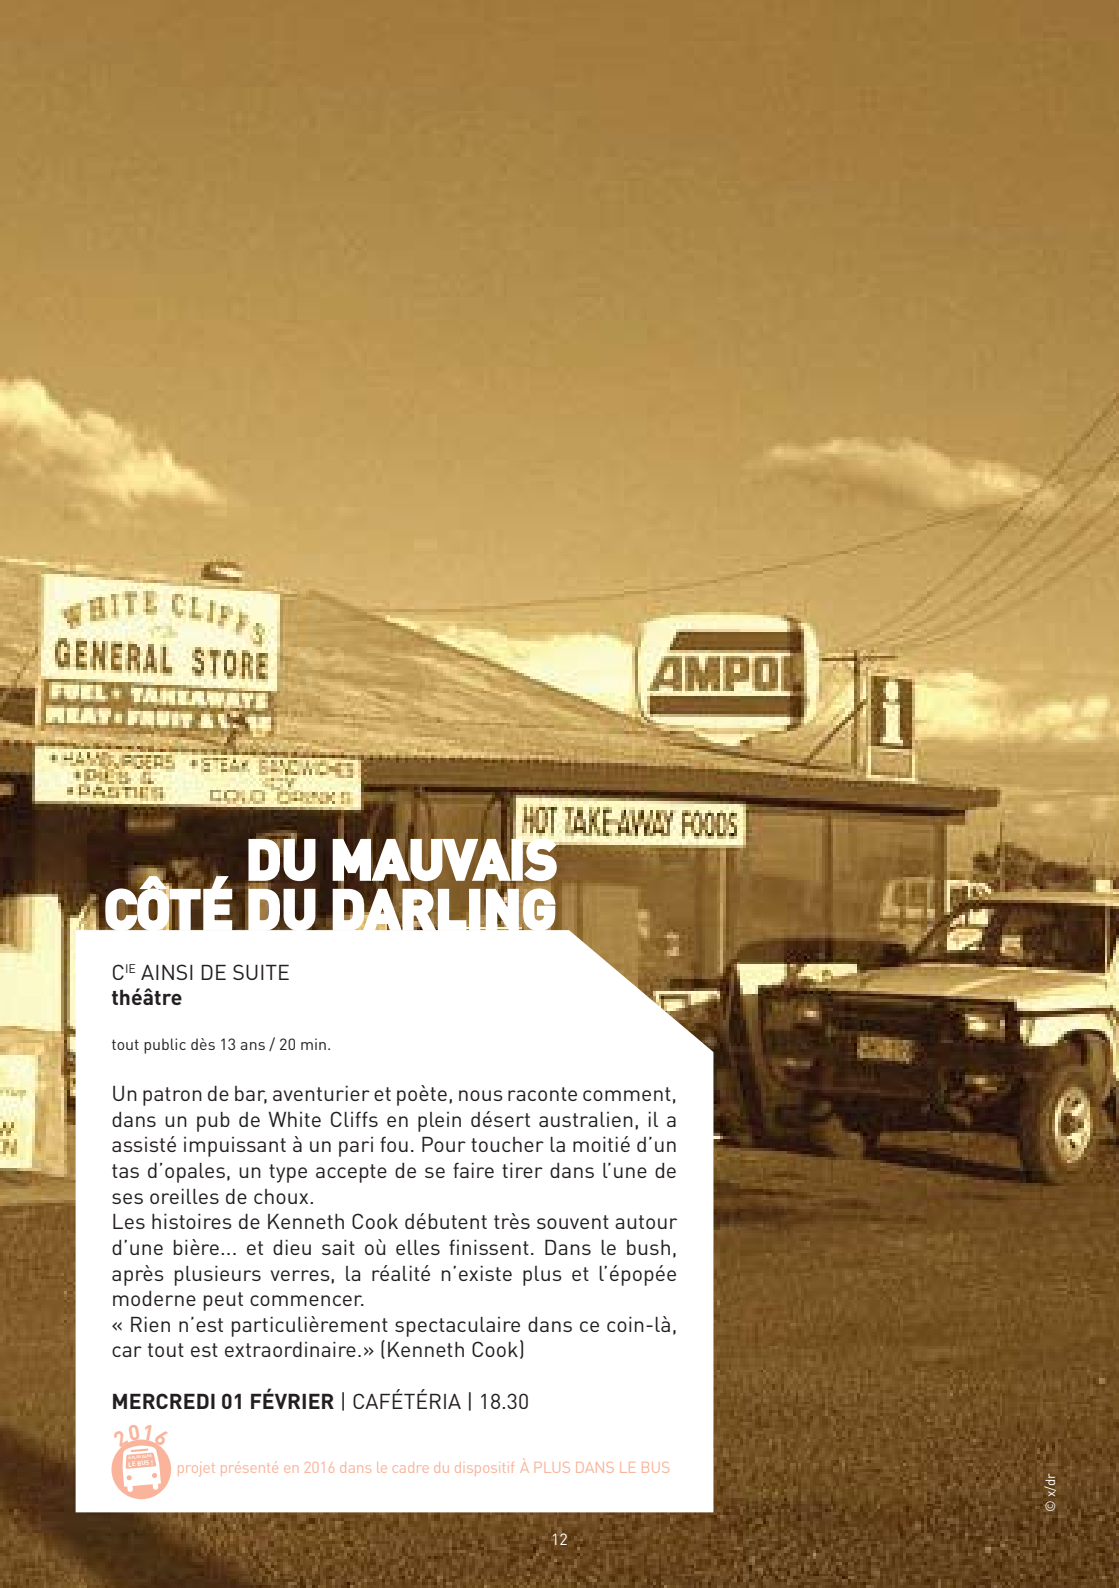 WHITE CLIFFS
GENERAL STORE
FUEL • TAKEAWAYS
MEAT • FRUIT &
• HAMBURGERS • STEAK SANDWICHES
• PIES & ICY
• PASTIES COLD DRINKS
AMPOL
i
HOT TAKE-AWAY FOODS
DU MAUVAIS
CÔTÉ DU DARLING
CIE AINSI DE SUITE
théâtre
tout public dès 13 ans / 20 min.
Un patron de bar, aventurier et poète, nous raconte comment,
dans un pub de White Cliffs en plein désert australien, il a
assisté impuissant à un pari fou. Pour toucher la moitié d’un
tas d’opales, un type accepte de se faire tirer dans l’une de
ses oreilles de choux.
Les histoires de Kenneth Cook débutent très souvent autour
d’une bière... et dieu sait où elles finissent. Dans le bush,
après plusieurs verres, la réalité n’existe plus et l’épopée
moderne peut commencer.
« Rien n’est particulièrement spectaculaire dans ce coin-là,
car tout est extraordinaire.» (Kenneth Cook)
MERCREDI 01 FÉVRIER | CAFÉTÉRIA | 18.30
2016
LE BUS !
projet présenté en 2016 dans le cadre du dispositif À PLUS DANS LE BUS
© x/dr
12